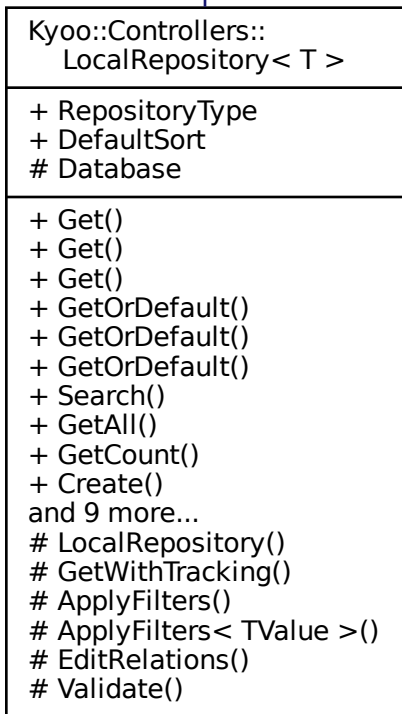 Kyoo::Controllers::
LocalRepository< T >
+ RepositoryType
+ DefaultSort
# Database
+ Get()
+ Get()
+ Get()
+ GetOrDefault()
+ GetOrDefault()
+ GetOrDefault()
+ Search()
+ GetAll()
+ GetCount()
+ Create()
and 9 more...
# LocalRepository()
# GetWithTracking()
# ApplyFilters()
# ApplyFilters< TValue >()
# EditRelations()
# Validate()